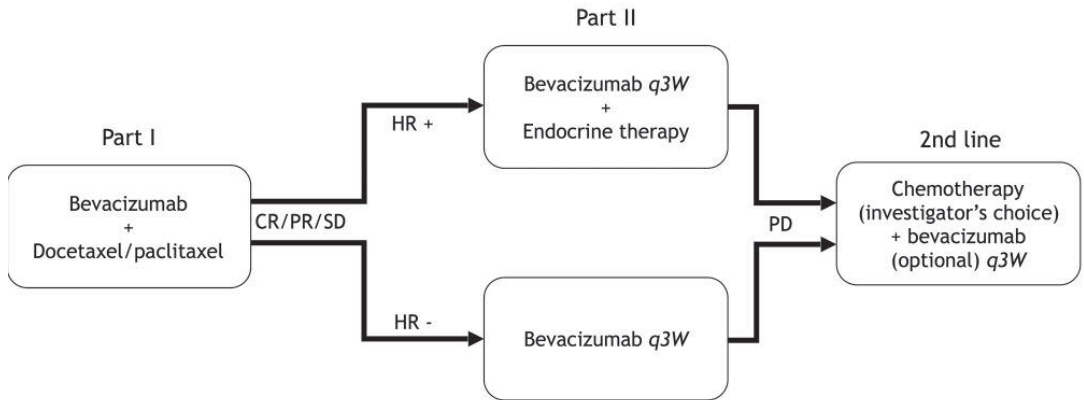 Part I
Bevacizumab
+
Docetaxel/paclitaxel
CR/PR/SD
HR +
HR -
Part II
Bevacizumab q3W
+
Endocrine therapy
Bevacizumab q3W
PD
2nd line
Chemotherapy
(investigator's choice)
+ bevacizumab
(optional) q3W